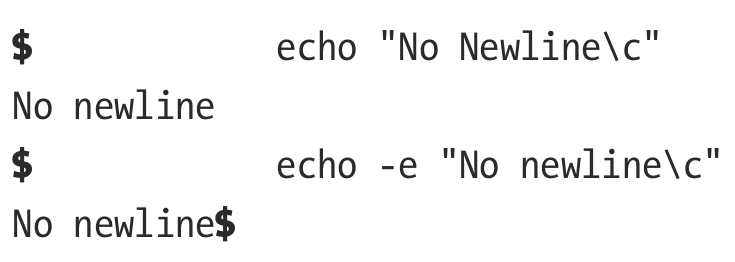 $ echo "No Newline\c"
No newline
$ echo -e "No newline\c"
No newline$